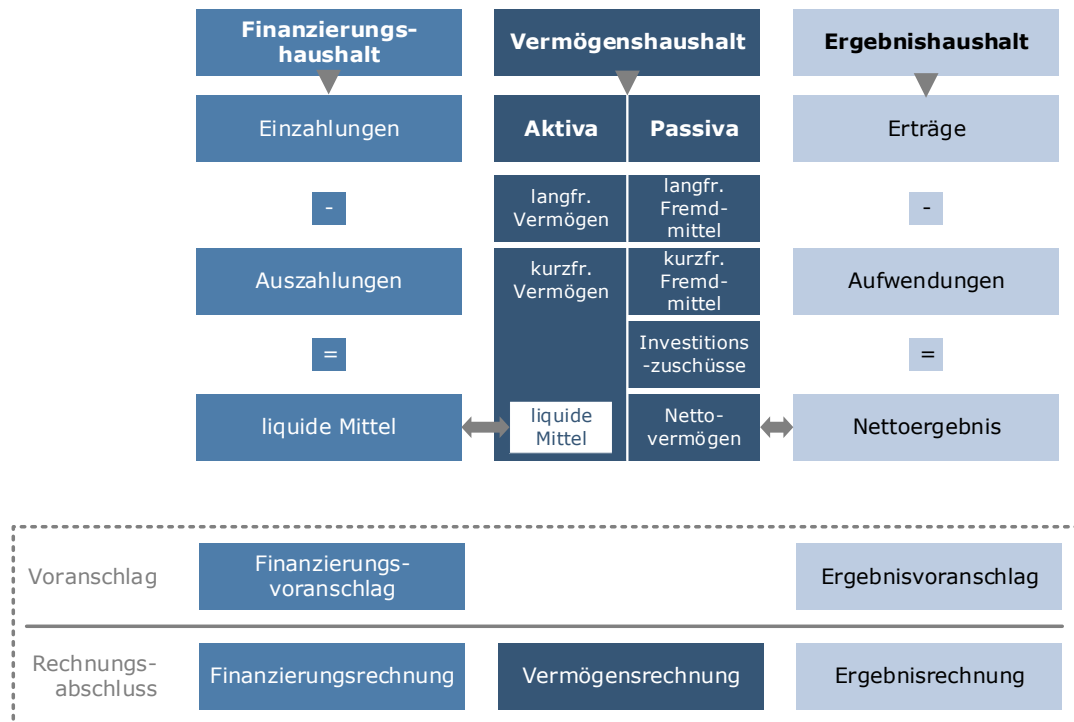 Finanzierungs-
haushalt
Vermögenshaushalt
Ergebnishaushalt
Einzahlungen
Aktiva
Passiva
Erträge
-
langfr.
Vermögen
langfr.
Fremd-
mittel
-
Auszahlungen
kurzfr.
Vermögen
kurzfr.
Fremd-
mittel
Aufwendungen
=
Investitions
-zuschüsse
=
liquide Mittel
liquide
Mittel
Netto-
vermögen
Nettoergebnis
Voranschlag
Finanzierungs-
voranschlag
Ergebnisvoranschlag
Rechnungs-
abschluss
Finanzierungsrechnung
Vermögensrechnung
Ergebnisrechnung